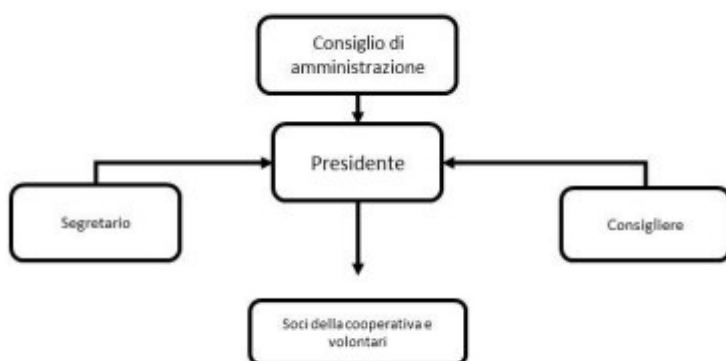 Consiglio di
amministrazione
Presidente
Segretario
Consigliere
Soci della cooperativa e
volontari